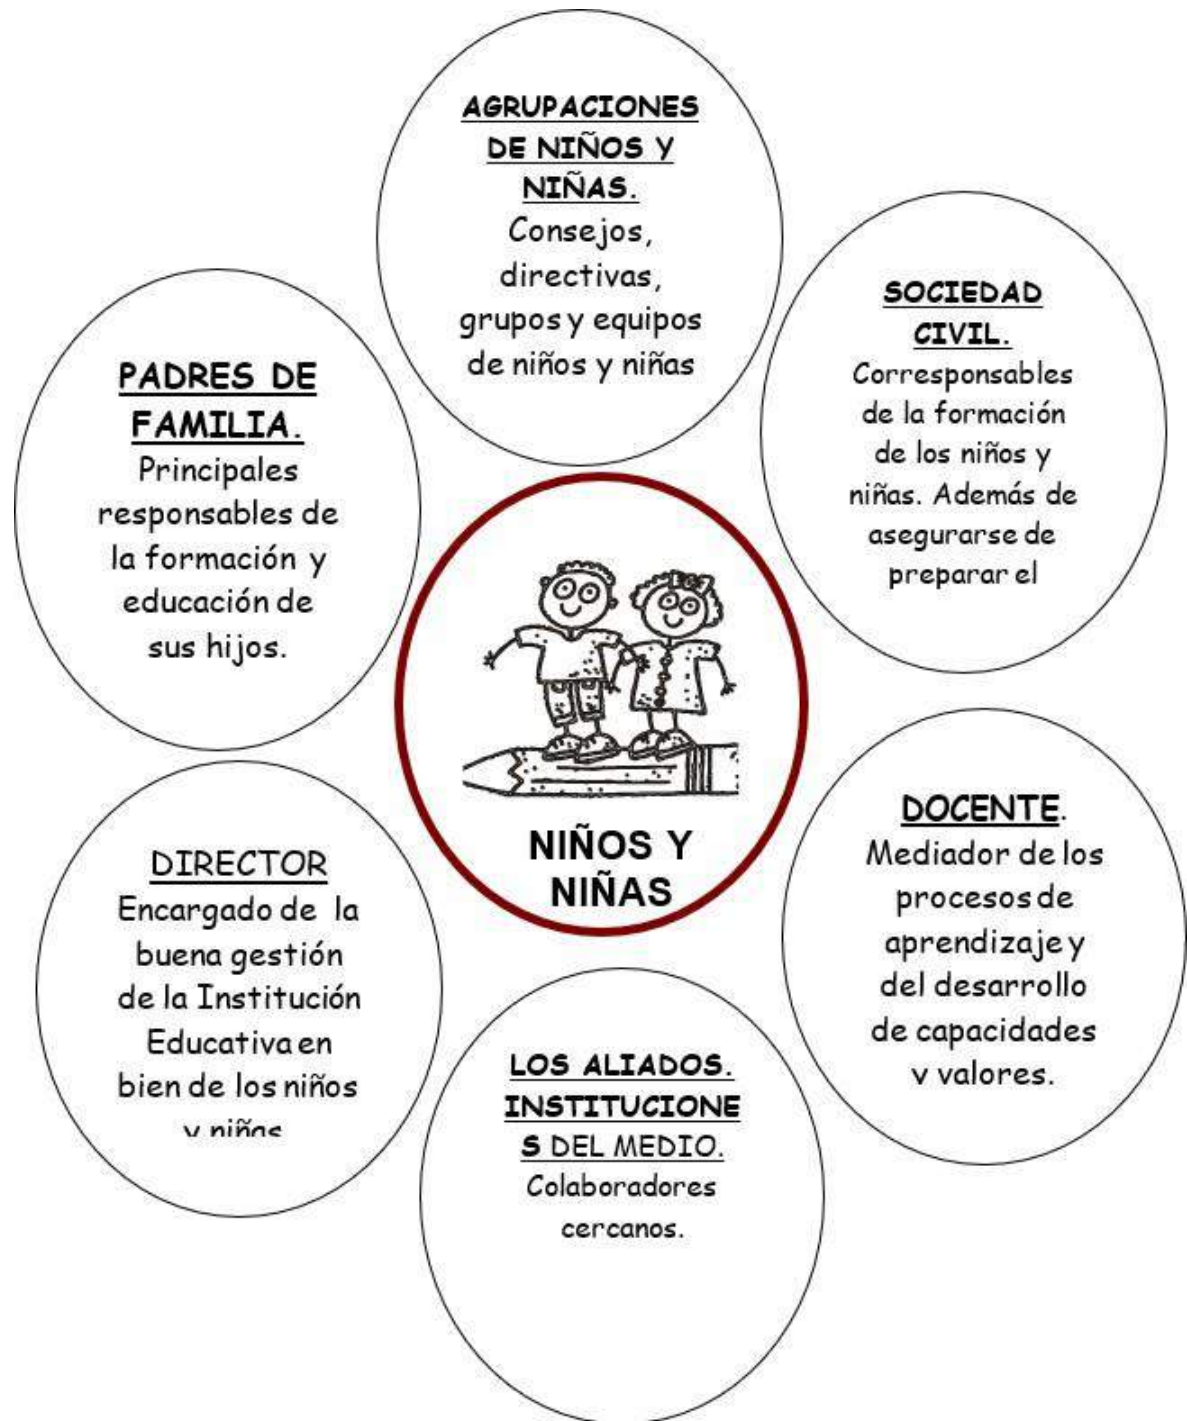 AGRUPACIONES
DE NIÑOS Y
NIÑAS.
Consejos,
directivas,
grupos y equipos
de niños y niñas
SOCIEDAD
CIVIL.
Corresponsables
de la formación
de los niños y
niñas. Además de
asegurarse de
preparar el
PADRES DE
FAMILIA.
Principales
responsables de
la formación y
educación de
sus hijos.
NIÑOS Y
NIÑAS
DOCENTE.
Mediador de los
procesos de
aprendizaje y
del desarrollo
de capacidades
y valores.
DIRECTOR
Encargado de la
buena gestión
de la Institución
Educativa en
bien de los niños
y niñas
LOS ALIADOS.
INSTITUCIONE
S DEL MEDIO.
Colaboradores
cercanos.